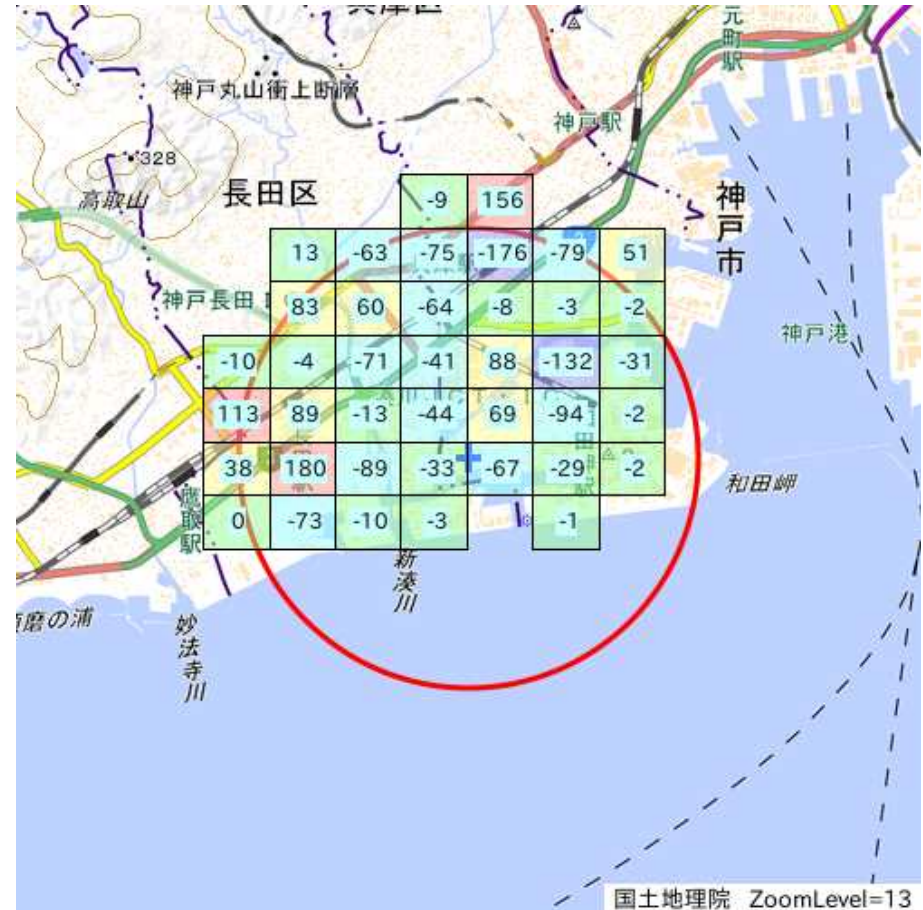 元町駅
神戸丸山衝上断層
神戸駅
328
高取山
長田区
神戸市
-9 156
13 -63 -75 -176 -79 51
神戸長田
83 60 -64 -8 -3 -2
神戸港
-10 -4 -71 -41 88 -132 -31
113 89 -13 -44 69 -94 -2
38 180 -89 -33 -67 -29 -2
和田岬
鷹取駅
0 -73 -10 -3 -1
新湊川
磨の浦
妙法寺川
国土地理院 ZoomLevel=13